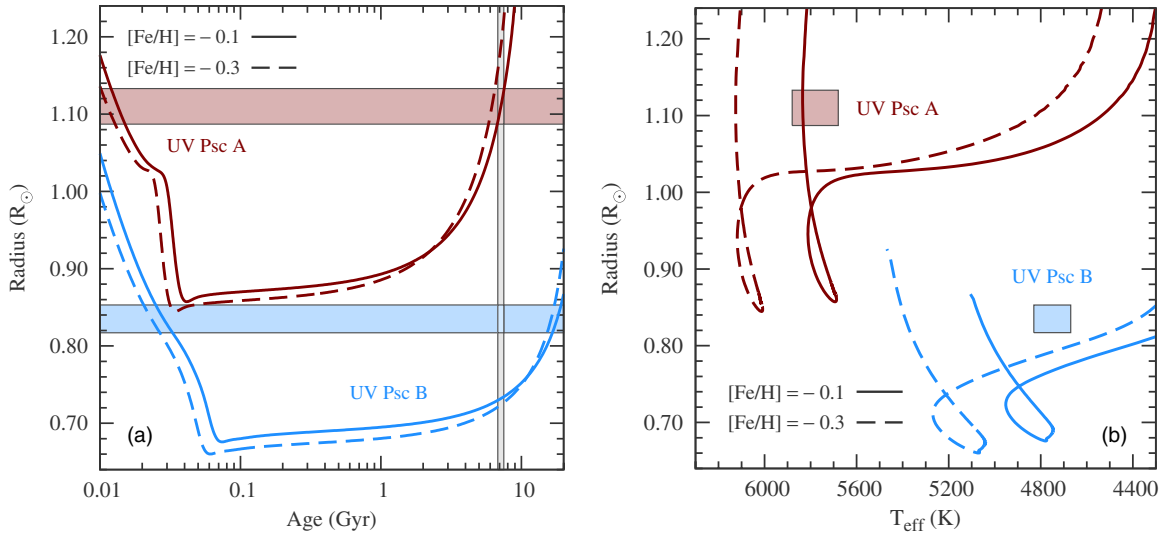 1.20
1.10
1.00
0.90
0.80
0.70
Radius (R☉)
[Fe/H] = − 0.1
[Fe/H] = − 0.3
UV Psc A
UV Psc B
(a)
0.01
0.1
1
10
Age (Gyr)
1.20
1.10
1.00
0.90
0.80
0.70
Radius (R☉)
UV Psc A
UV Psc B
[Fe/H] = − 0.1
[Fe/H] = − 0.3
(b)
6000
5600
5200
4800
4400
Teff (K)